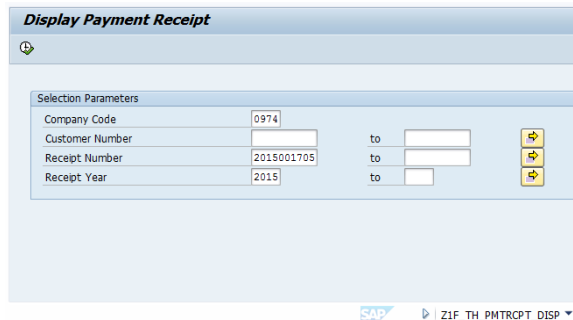 Display Payment Receipt
Selection Parameters
Company Code 0974
Customer Number to
Receipt Number 2015001705 to
Receipt Year 2015 to
SAP Z1F TH PMTRCPT DISP